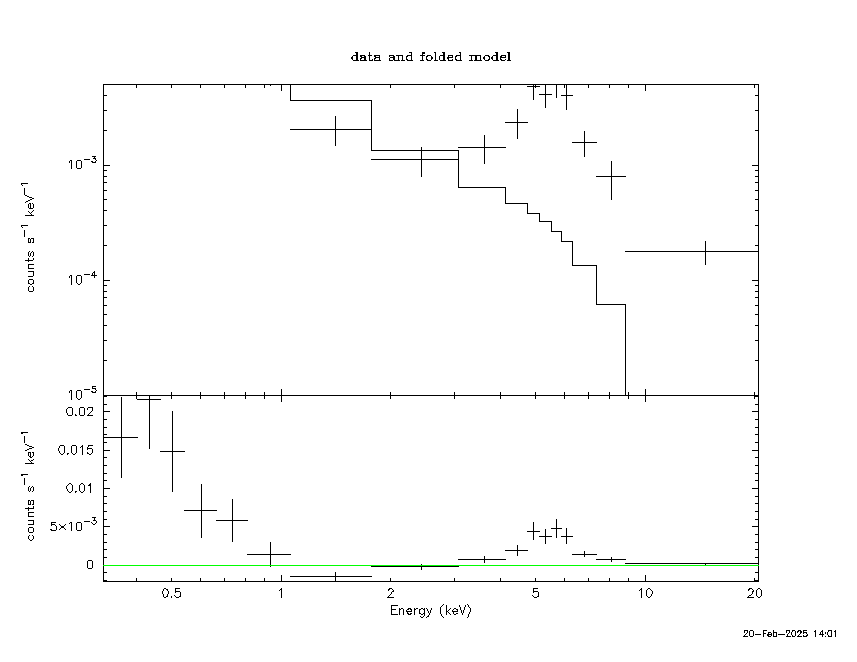 data and folded model
counts s−1 keV−1
10−3
10−4
10−5
counts s−1 keV−1
0.02
0.015
0.01
5×10−3
0
0.5 1 2 5 10 20
Energy (keV)
20-Feb-2025 14:01